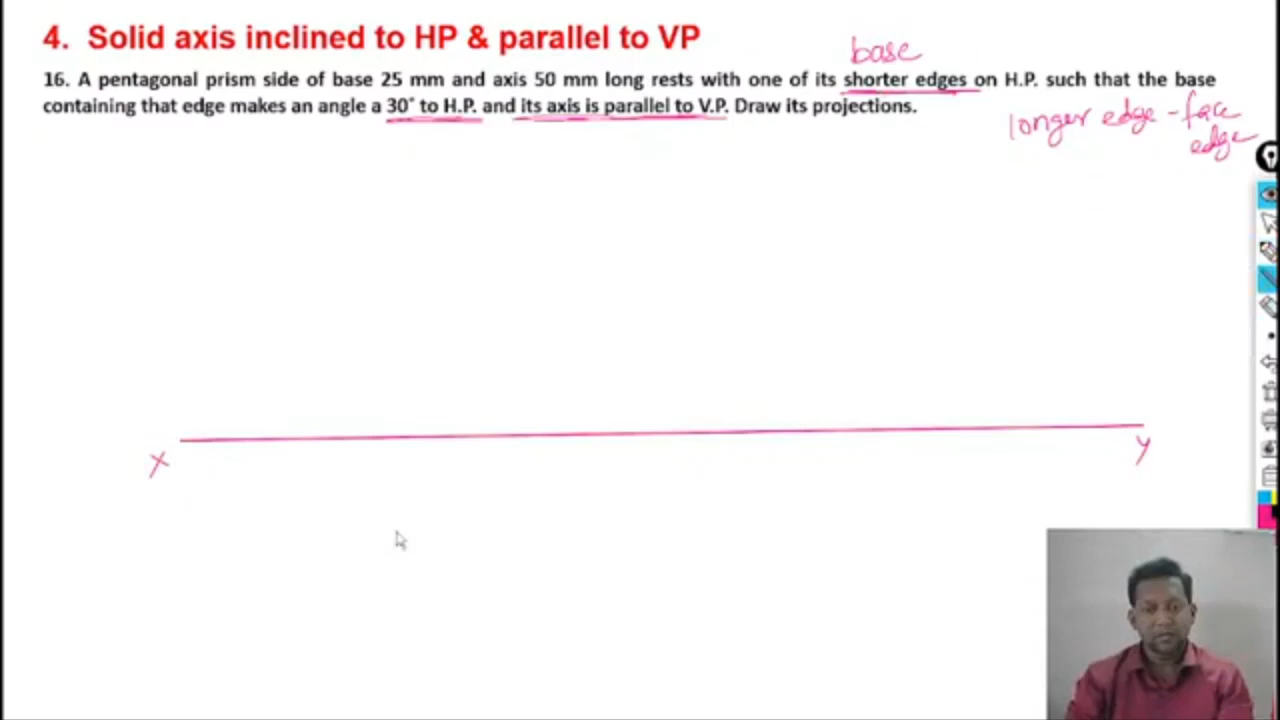 4. Solid axis inclined to HP & parallel to VP
base
16. A pentagonal prism side of base 25 mm and axis 50 mm long rests with one of its shorter edges on H.P. such that the base
containing that edge makes an angle a 30° to H.P. and its axis is parallel to V.P. Draw its projections.
longer edge - face
edge
X
Y